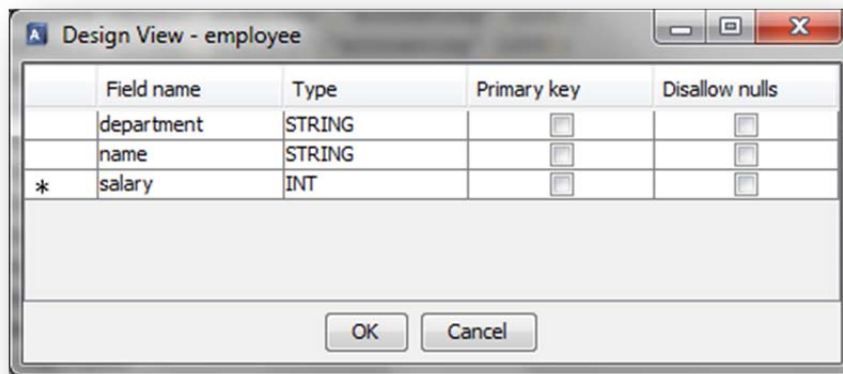 Design View - employee
Field name Type Primary key Disallow nulls
department STRING
name STRING
* salary INT
OK Cancel